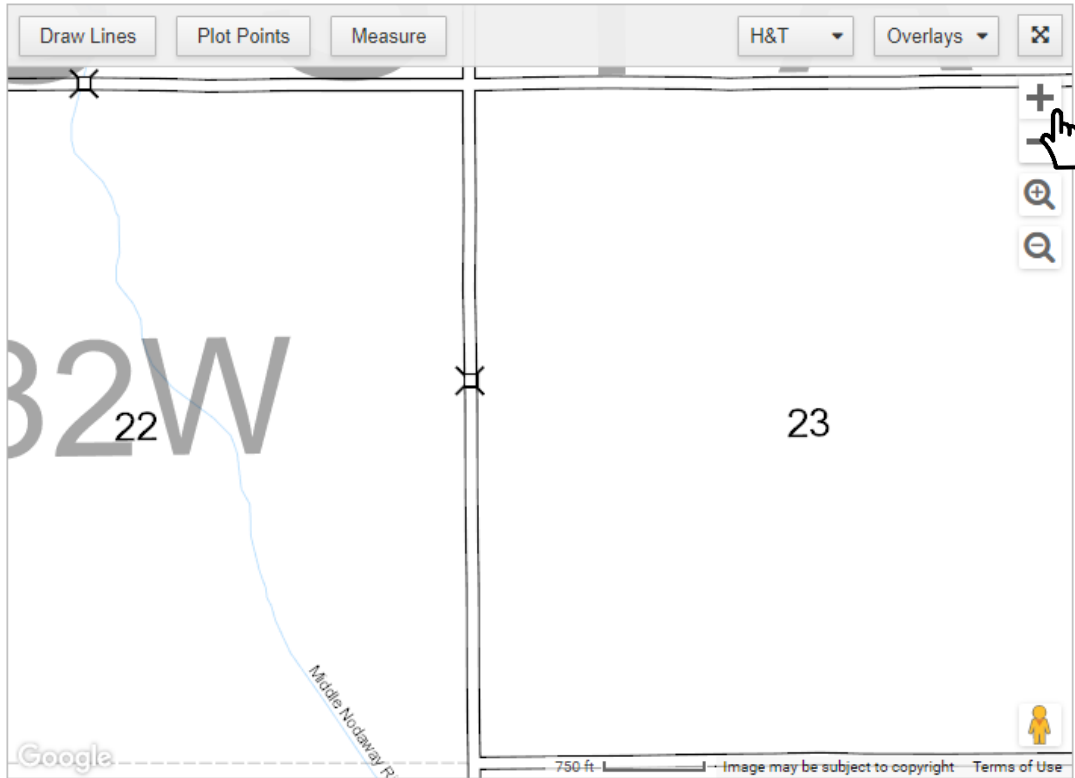 Draw Lines
Plot Points
Measure
H&T
Overlays
32W
22
23
Middle Nodaway R
Google
750 ft
Image may be subject to copyright
Terms of Use